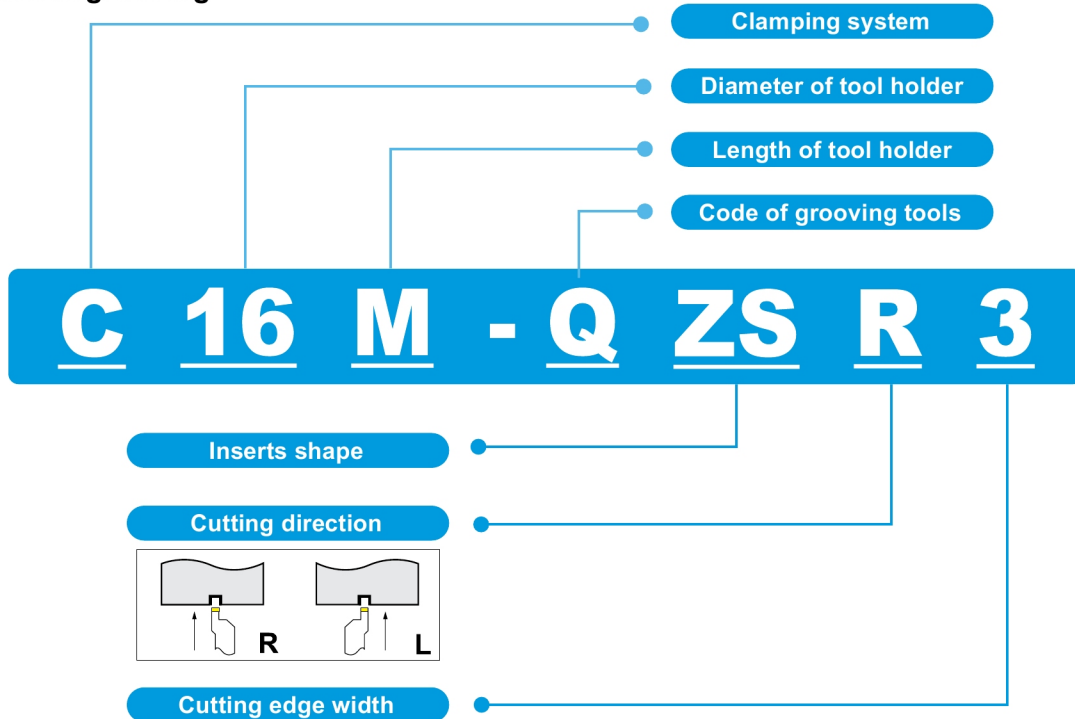 Clamping system
Diameter of tool holder
Length of tool holder
Code of grooving tools
C 16 M - Q ZS R 3
Inserts shape
Cutting direction
R L
Cutting edge width